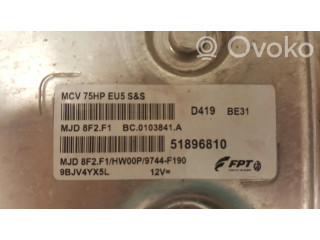 MCV 75HP EU5 S&S
D419 BE31
MJD 8F2.F1 BC.0103841.A
51896810
MJD 8F2.F1/HW00P/9744-F190
9BJV4YX5L 12V=
FPT
OVOKO